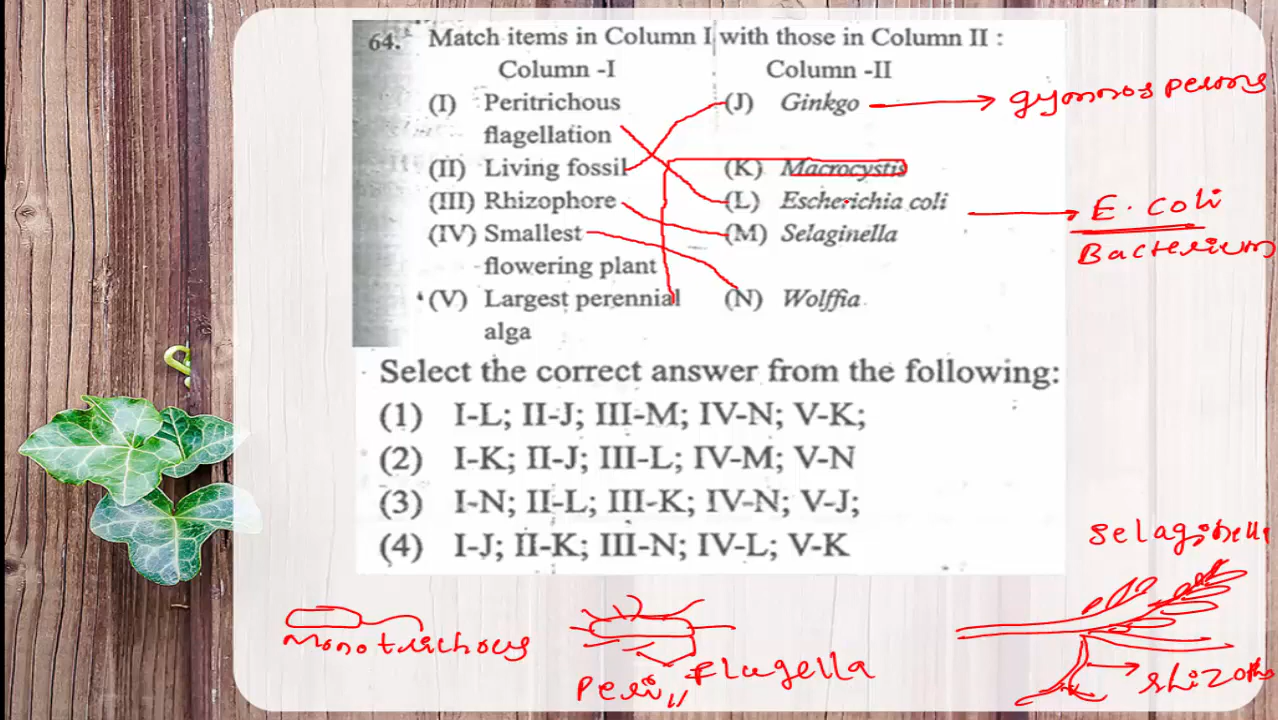 64. Match items in Column I with those in Column II :
Column -I Column -II
(I) Peritrichous (J) Ginkgo gymnosperms
flagellation
(II) Living fossil (K) Macrocystis
(III) Rhizophore (L) Escherichia coli E. coli
(IV) Smallest (M) Selaginella Bacterium
flowering plant
(V) Largest perennial (N) Wolffia
alga
Select the correct answer from the following:
(1) I-L; II-J; III-M; IV-N; V-K;
(2) I-K; II-J; III-L; IV-M; V-N
(3) I-N; II-L; III-K; IV-N; V-J;
(4) I-J; II-K; III-N; IV-L; V-K
Monotrichous
Peri " Flagella